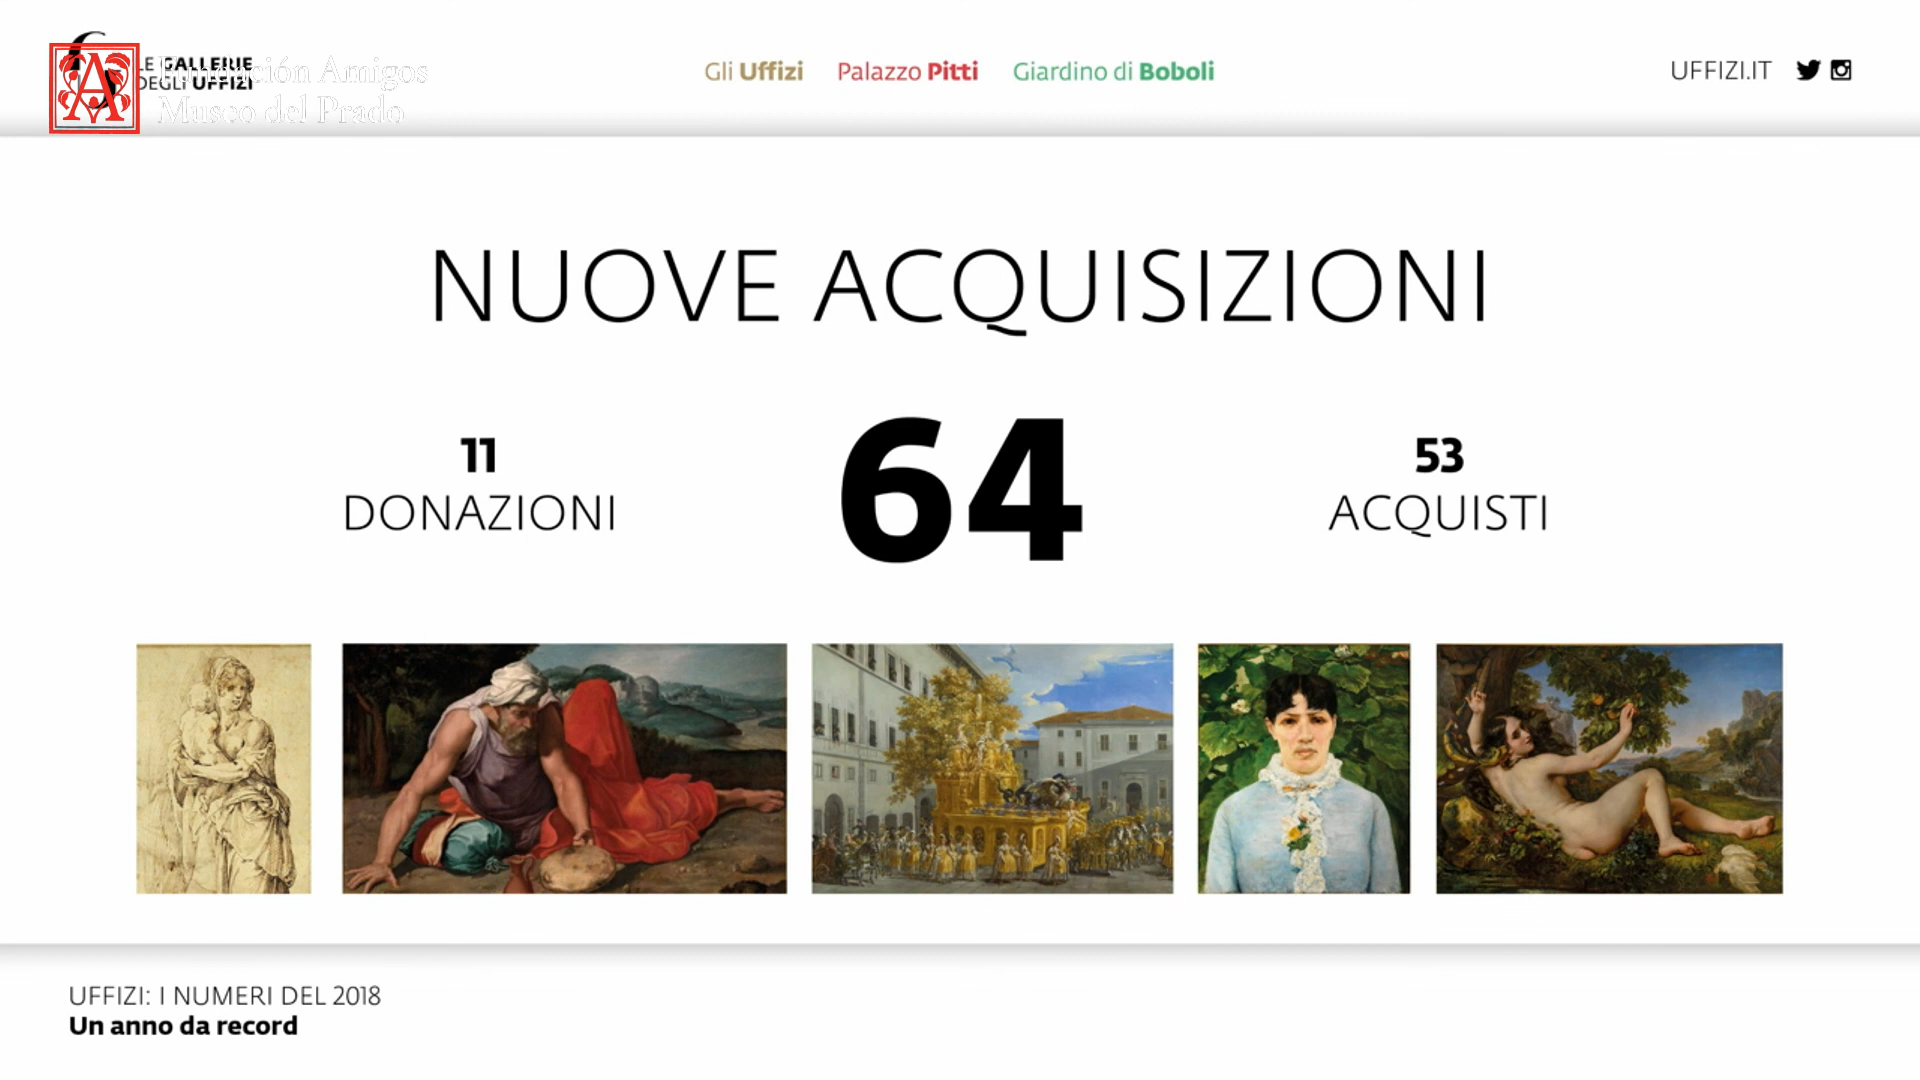 LE GALLERIE
DEGLI UFFIZI
Fundación Amigos
Museo del Prado
Gli Uffizi
Palazzo Pitti
Giardino di Boboli
UFFIZI.IT
NUOVE ACQUISIZIONI
11
DONAZIONI
64
53
ACQUISTI
UFFIZI: I NUMERI DEL 2018
Un anno da record